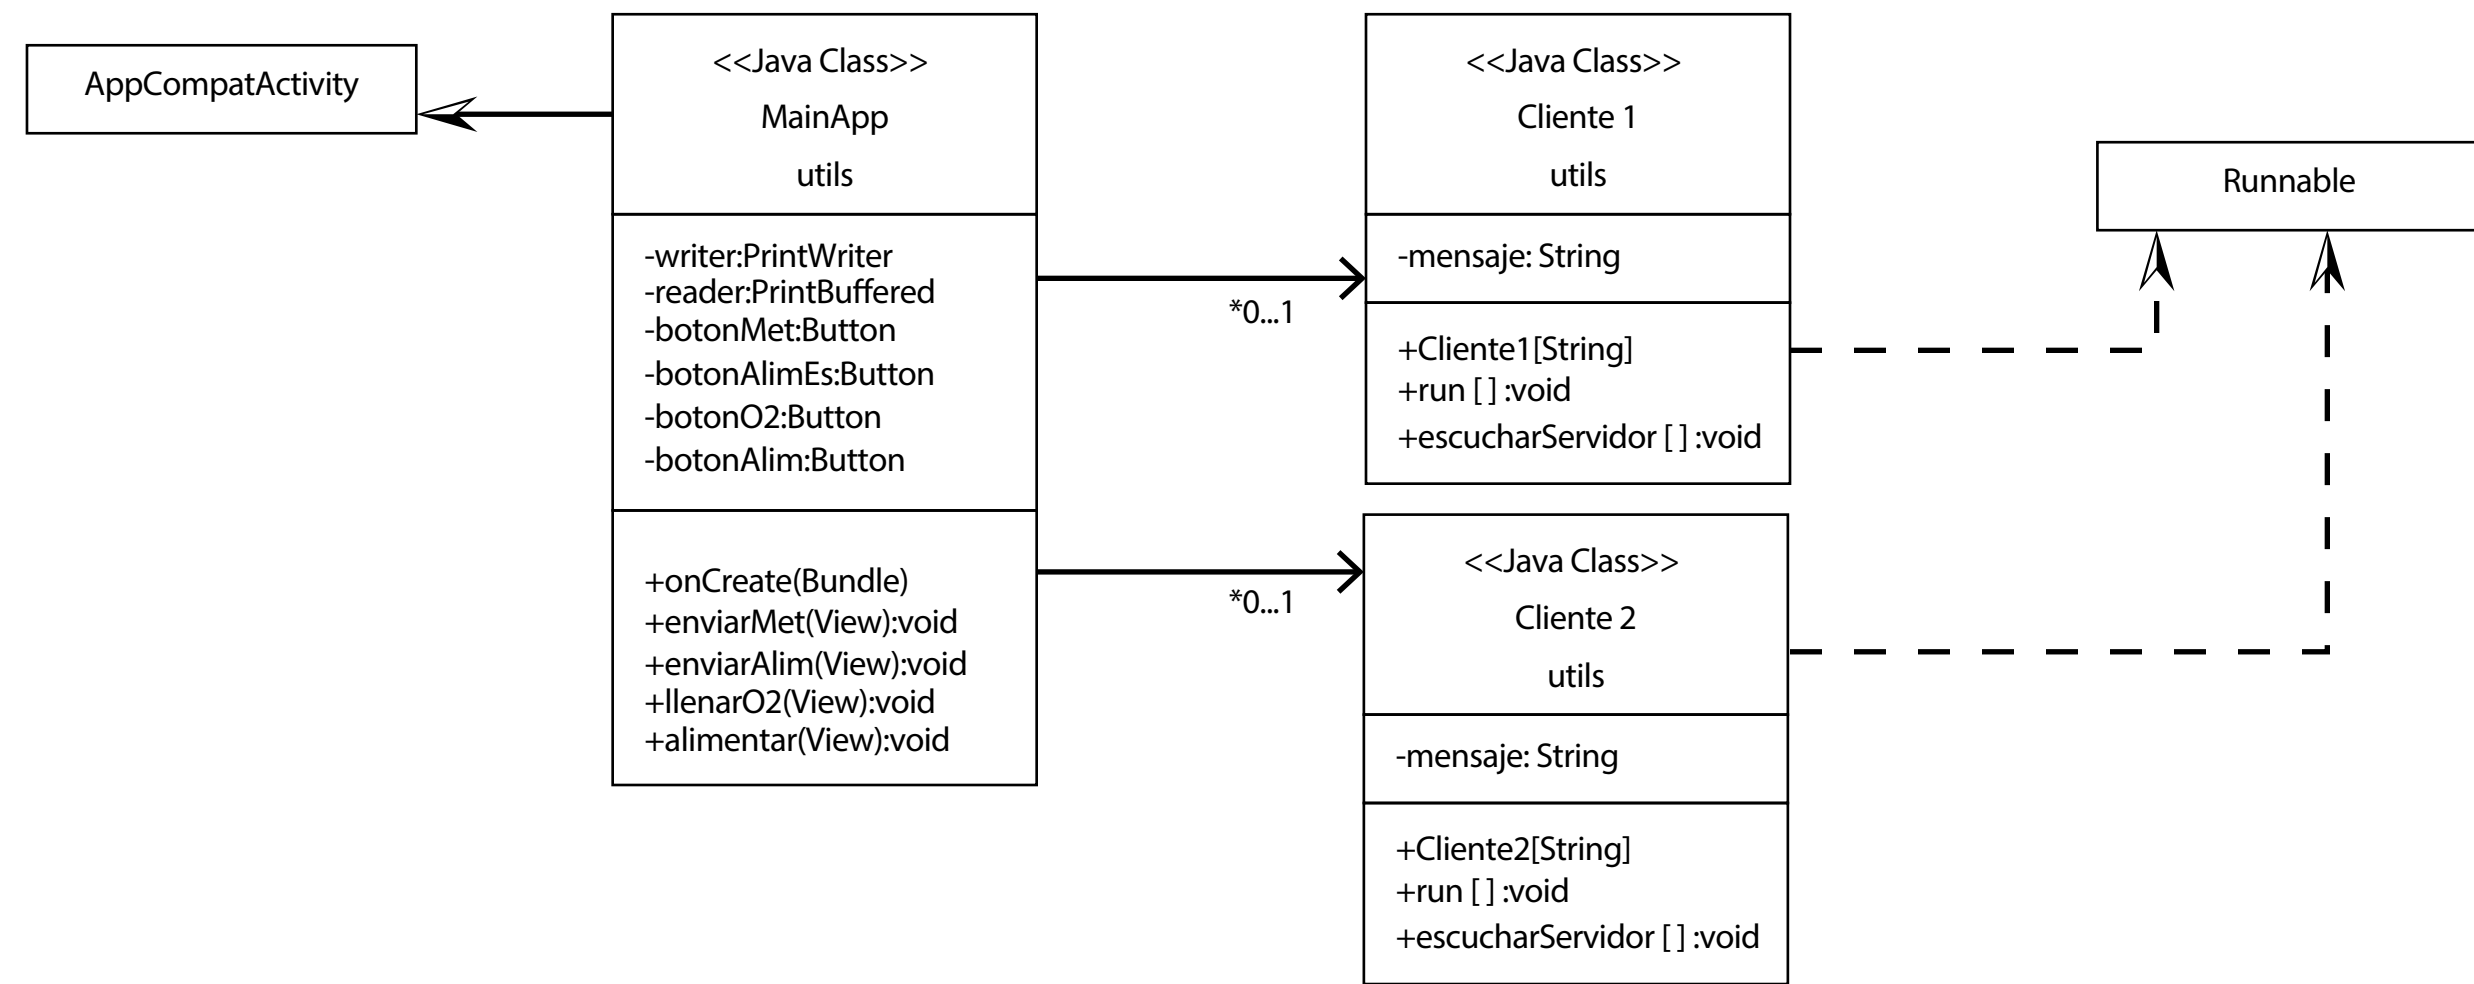 AppCompatActivity
<<Java Class>>
MainApp
utils
-writer:PrintWriter
-reader:PrintBuffered
-botonMet:Button
-botonAlimEs:Button
-botonO2:Button
-botonAlim:Button
+onCreate(Bundle)
+enviarMet(View):void
+enviarAlim(View):void
+llenarO2(View):void
+alimentar(View):void
*0...1
*0...1
<<Java Class>>
Cliente 1
utils
-mensaje: String
+Cliente1[String]
+run [ ] :void
+escucharServidor [ ] :void
<<Java Class>>
Cliente 2
utils
-mensaje: String
+Cliente2[String]
+run [ ] :void
+escucharServidor [ ] :void
Runnable